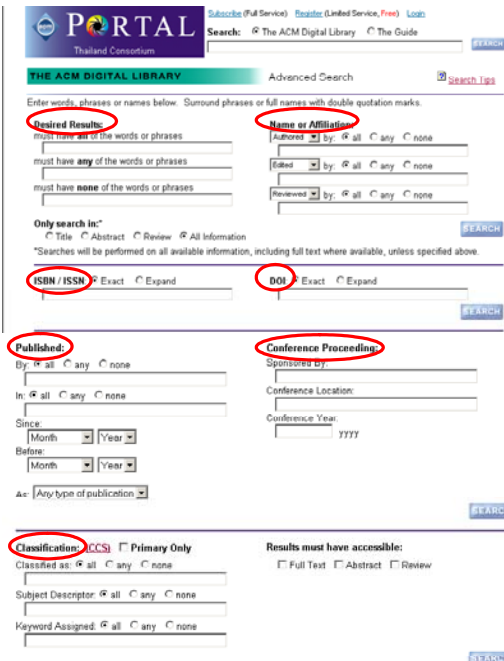 Subscribe (Full Service) Register (Limited Service, Free) Login
PORTAL
Thailand Consortium
Search: The ACM Digital Library The Guide
SEARCH
THE ACM DIGITAL LIBRARY
Advanced Search
Search Tips
Enter words, phrases or names below. Surround phrases or full names with double quotation marks.
Desired Results:
must have all of the words or phrases
must have any of the words or phrases
must have none of the words or phrases
Name or Affiliation:
Authored by: all any none
Edited by: all any none
Reviewed by: all any none
Only search in:*
Title Abstract Review All Information
SEARCH
*Searches will be performed on all available information, including full text where available, unless specified above.
ISBN / ISSN: Exact Expand
DOI: Exact Expand
SEARCH
Published:
By: all any none
In: all any none
Since:
Month Year
Before:
Month Year
As: Any type of publication
Conference Proceeding:
Sponsored By:
Conference Location:
Conference Year:
yyyy
SEARC
Classification: (CCS) Primary Only
Classified as: all any none
Subject Descriptor: all any none
Keyword Assigned: all any none
Results must have accessible:
Full Text Abstract Review